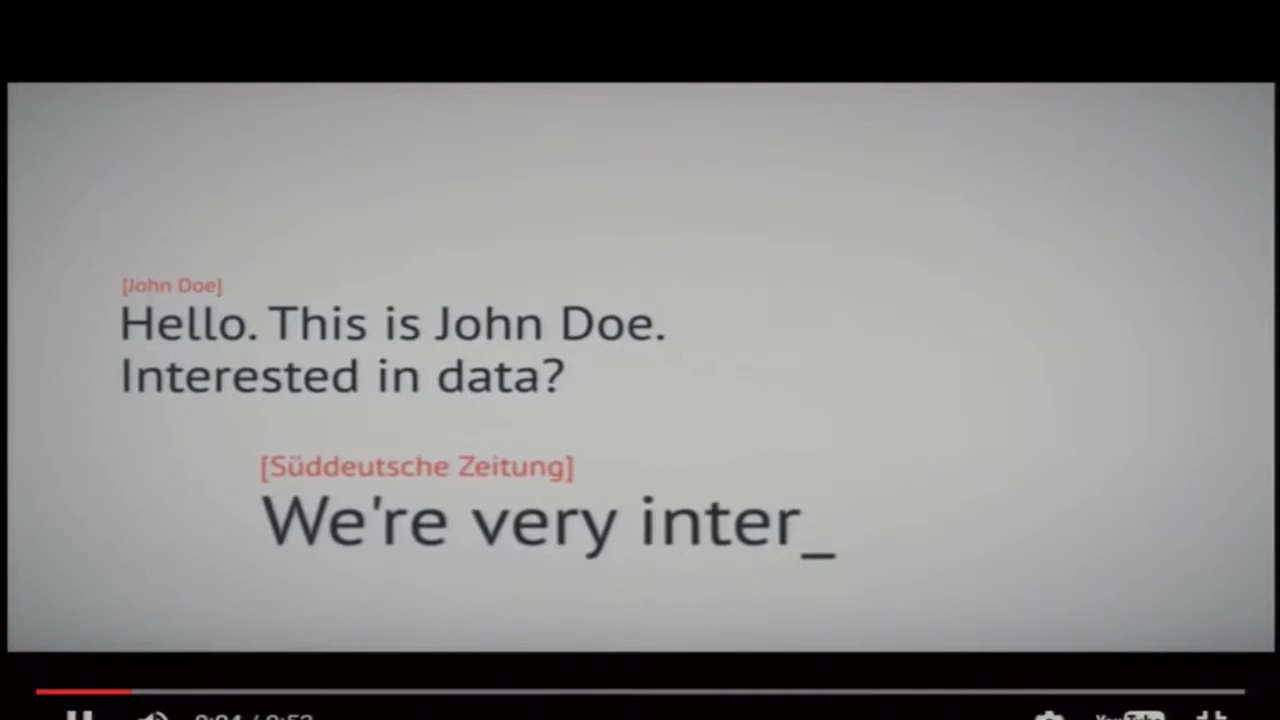 [John Doe]
Hello. This is John Doe.
Interested in data?
[Süddeutsche Zeitung]
We're very inter_